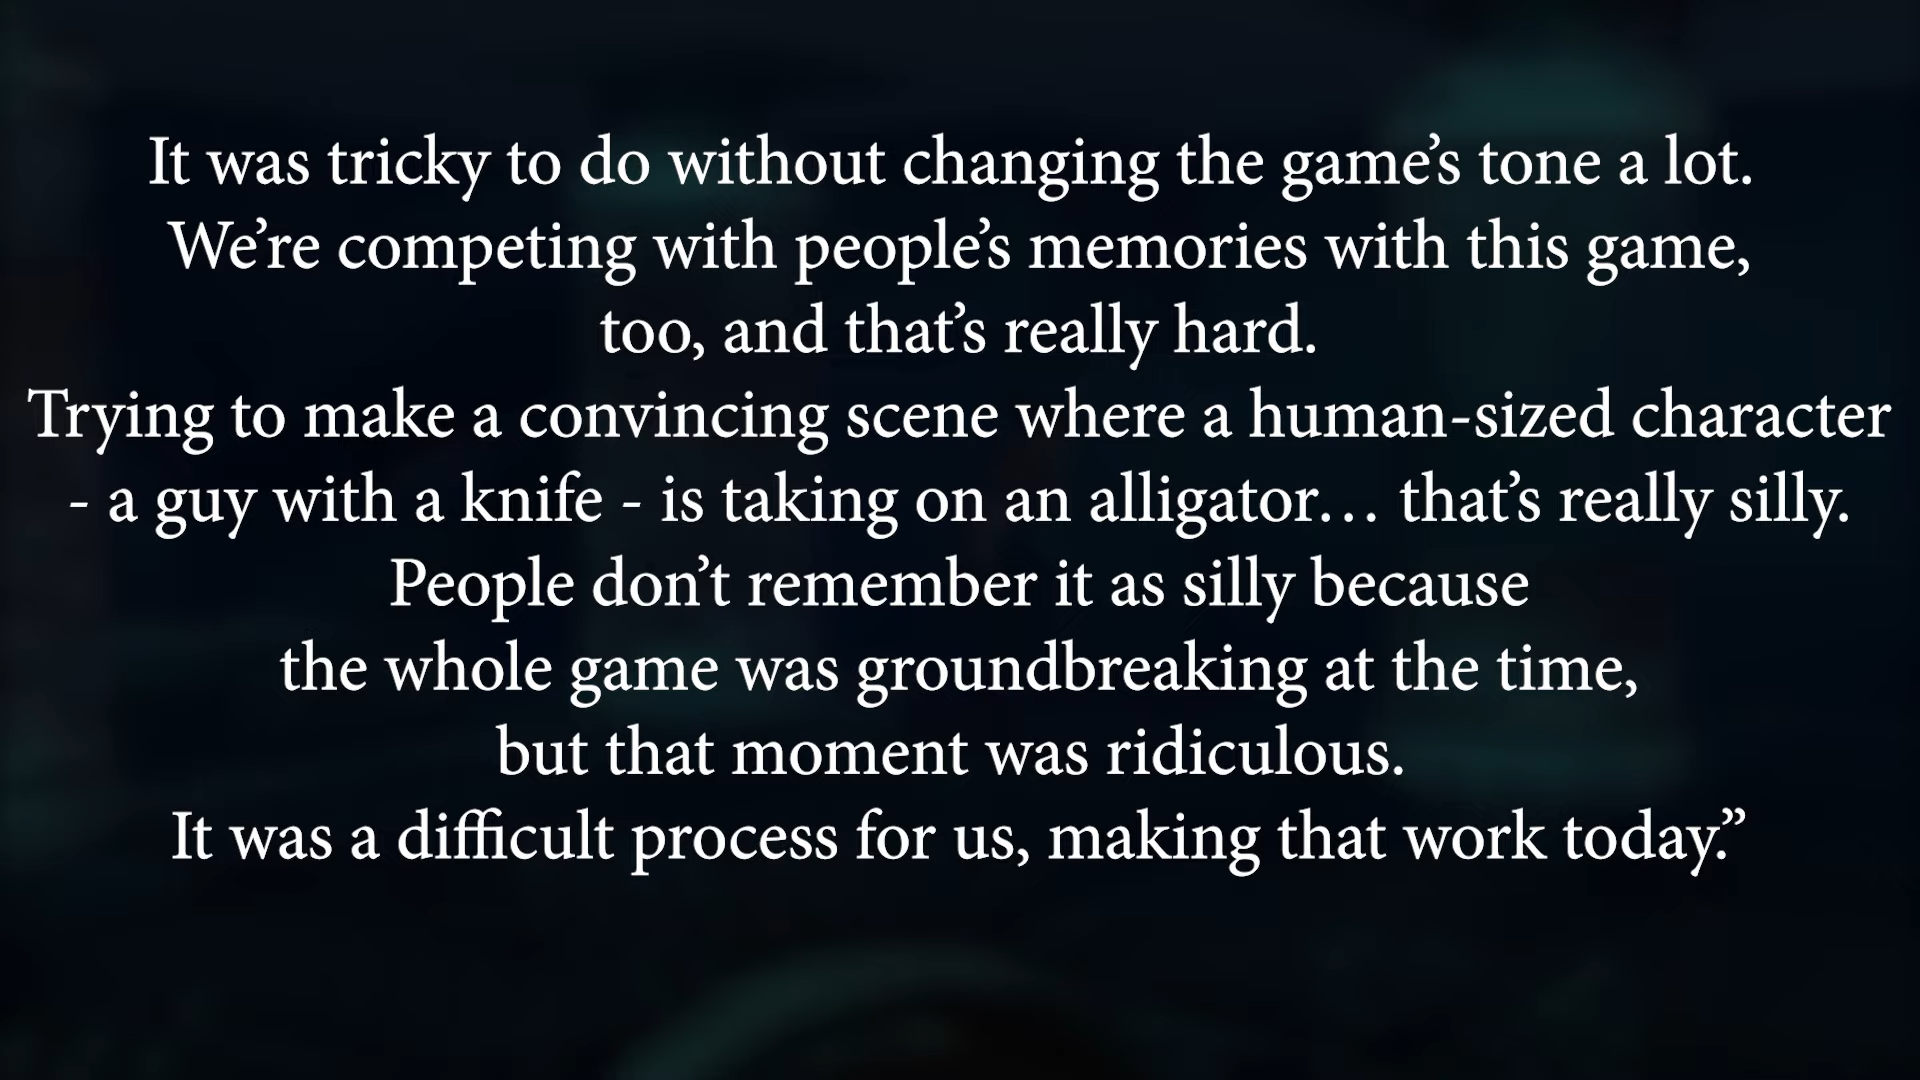 It was tricky to do without changing the game’s tone a lot.
We’re competing with people’s memories with this game,
too, and that’s really hard.
Trying to make a convincing scene where a human-sized character
- a guy with a knife - is taking on an alligator… that’s really silly.
People don’t remember it as silly because
the whole game was groundbreaking at the time,
but that moment was ridiculous.
It was a difficult process for us, making that work today.”